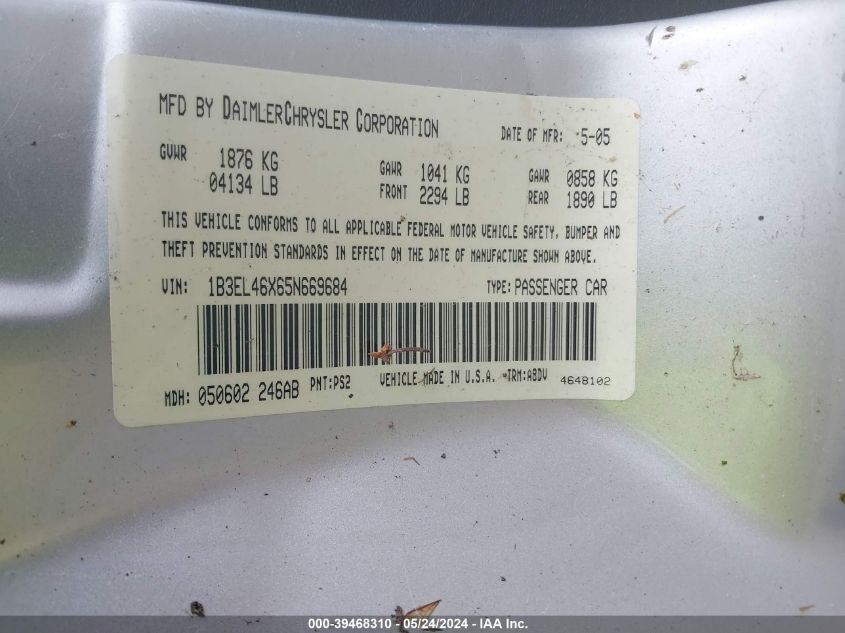 MFD BY DAIMLERCHRYSLER CORPORATION DATE OF MFR: 5-05
GVWR 1876 KG GAWR 1041 KG GAWR 0858 KG
04134 LB FRONT 2294 LB REAR 1890 LB
THIS VEHICLE CONFORMS TO ALL APPLICABLE FEDERAL MOTOR VEHICLE SAFETY, BUMPER AND
THEFT PREVENTION STANDARDS IN EFFECT ON THE DATE OF MANUFACTURE SHOWN ABOVE.
VIN: 1B3EL46X65N669684 TYPE: PASSENGER CAR
MDH: 050602 246AB PNT:PS2 VEHICLE MADE IN U.S.A. IRM:A8DV 4648102
000-39468310 - 05/24/2024 - IAA Inc.